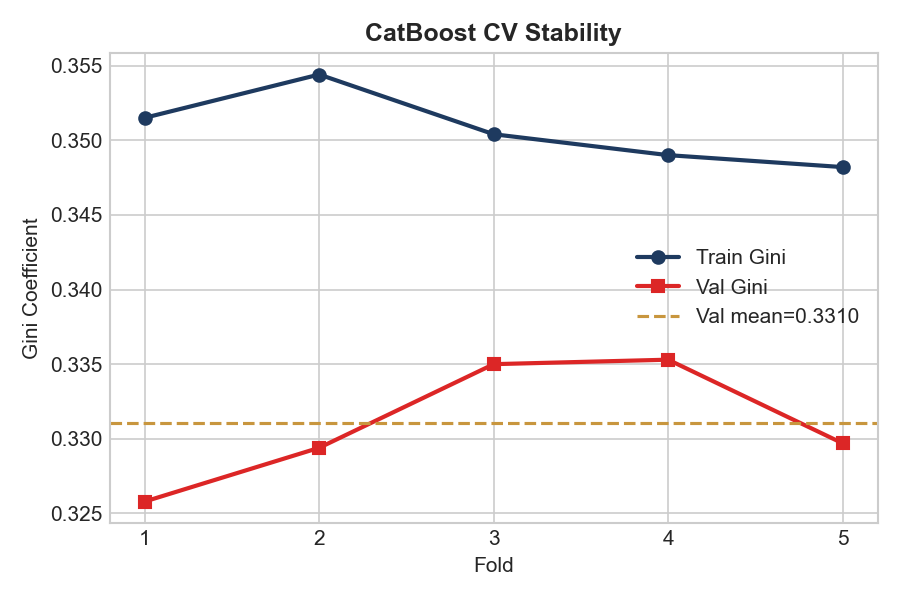 CatBoost CV Stability
Gini Coefficient
0.355
0.350
0.345
0.340
0.335
0.330
0.325
Train Gini
Val Gini
Val mean=0.3310
1 2 3 4 5
Fold